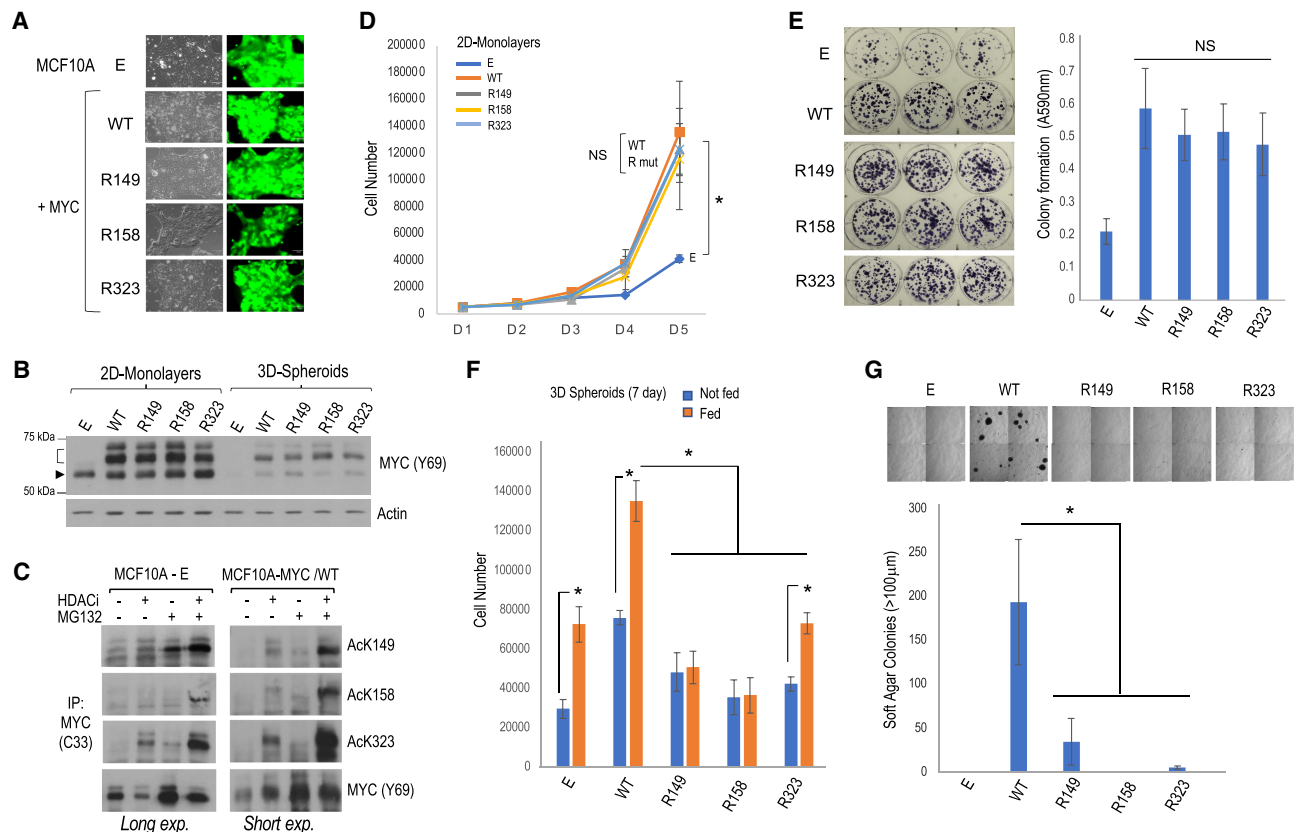 A
MCF10A
E
WT
R149
R158
R323
+ MYC
B
2D-Monolayers
3D-Spheroids
E
WT
R149
R158
R323
E
WT
R149
R158
R323
75 kDa
50 kDa
MYC (Y69)
Actin
C
MCF10A - E
MCF10A-MYC /WT
HDACi
- + - +
- + - +
MG132
- - + +
- - + +
AcK149
AcK158
AcK323
MYC (Y69)
IP:
MYC
(C33)
Long exp.
Short exp.
D
2D-Monolayers
E
WT
R149
R158
R323
NS
WT
R mut
*
E
Cell Number
200000
180000
160000
140000
120000
100000
80000
60000
40000
20000
0
D1
D2
D3
D4
D5
E
E
WT
R149
R158
R323
NS
Colony formation (A590nm)
0.8
0.7
0.6
0.5
0.4
0.3
0.2
0.1
0
E
WT
R149
R158
R323
F
3D Spheroids (7 day)
Not fed
Fed
Cell Number
160000
140000
120000
100000
80000
60000
40000
20000
0
*
*
*
*
E
WT
R149
R158
R323
G
E
WT
R149
R158
R323
Soft Agar Colonies (>100μm)
300
250
200
150
100
50
0
*
E
WT
R149
R158
R323